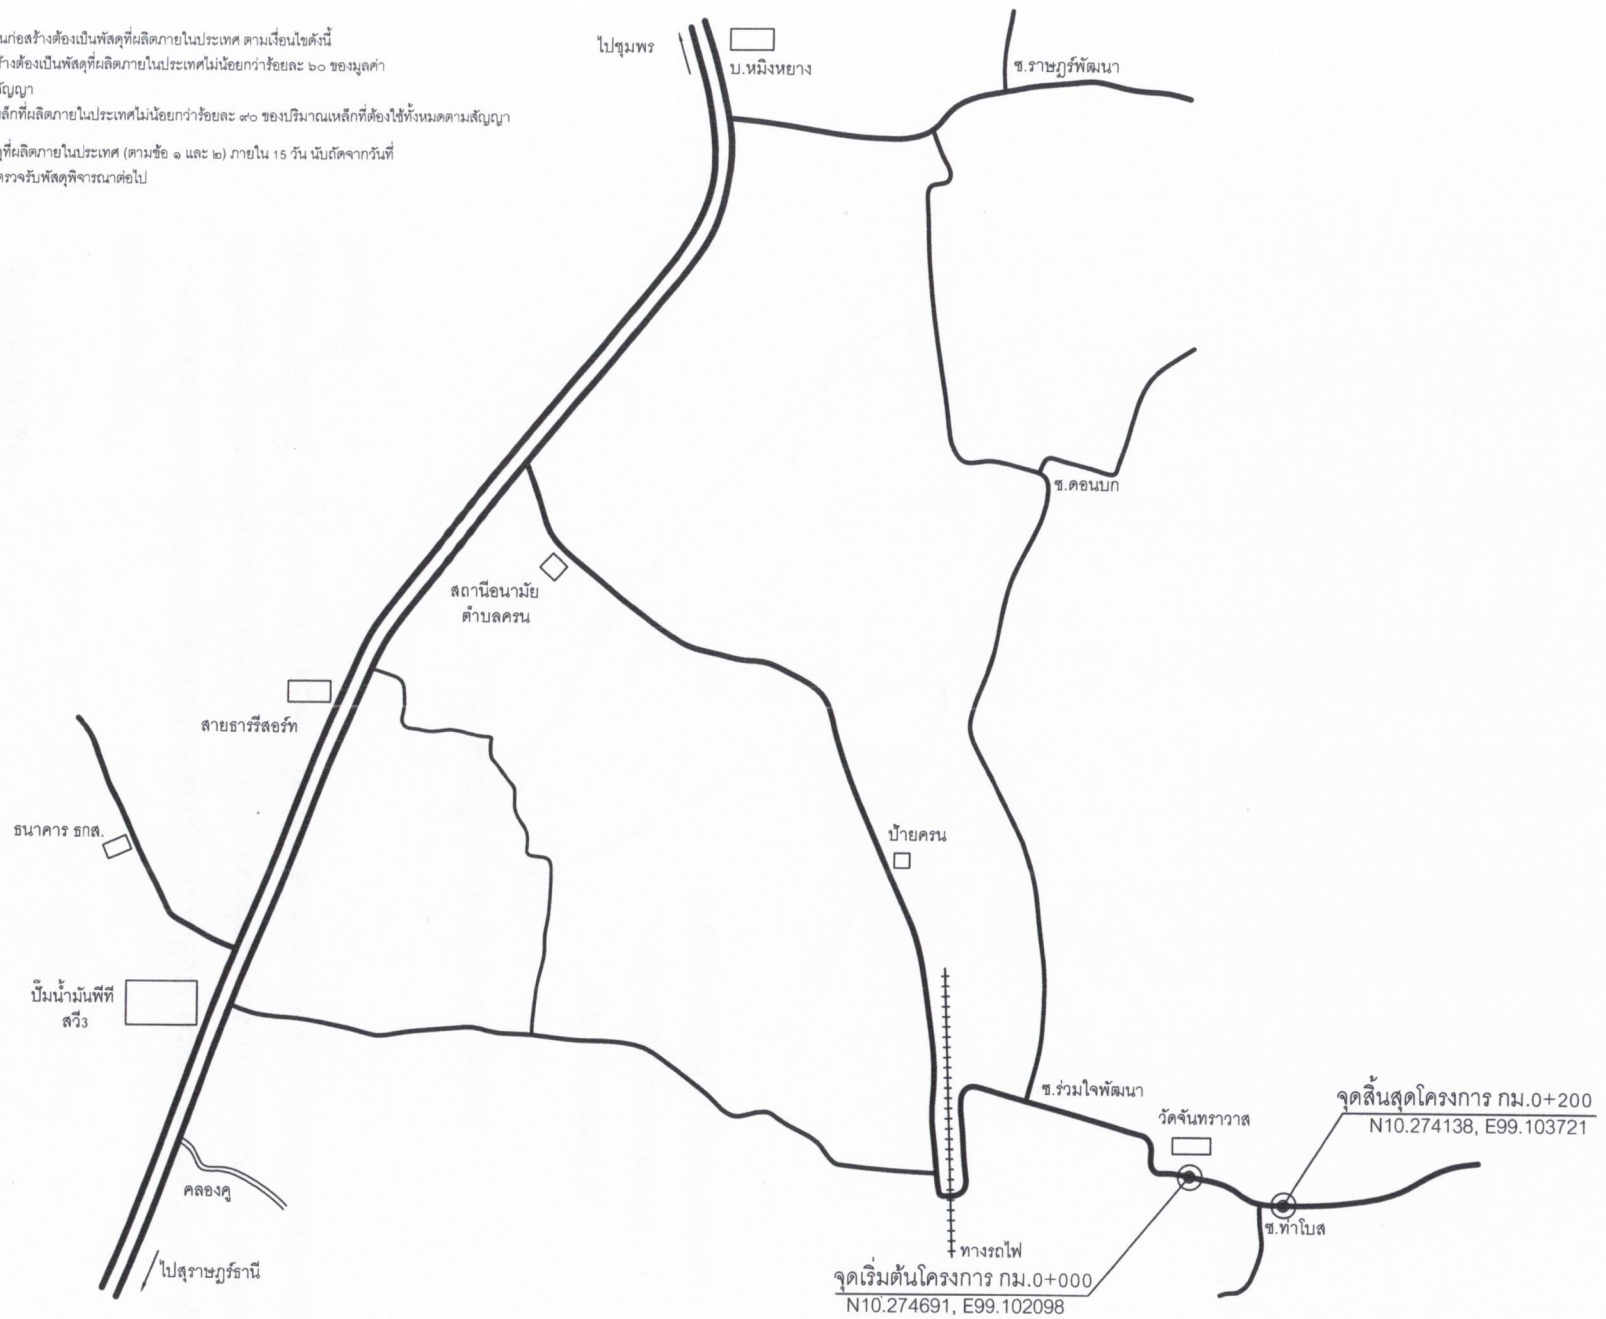 นก่อสร้างต้องเป็นพัสดุที่ผลิตภายในประเทศ ตามเงื่อนไขดังนี้
ร้างต้องเป็นพัสดุที่ผลิตภายในประเทศไม่น้อยกว่าร้อยละ ๖๐ ของมูลค่า
ัญญา
หล็กที่ผลิตภายในประเทศไม่น้อยกว่าร้อยละ ๙๐ ของปริมาณเหล็กที่ต้องใช้ทั้งหมดตามสัญญา
ุที่ผลิตภายในประเทศ (ตามข้อ ๑ และ ๒) ภายใน 15 วัน นับถัดจากวันที่
ตรวจรับพัสดุพิจารณาต่อไป
ไปชุมพร
บ.หมิงหยาง
ซ.ราษฎร์พัฒนา
ซ.ดอนบก
สถานีอนามัย
ตำบลครน
สายธารรีสอร์ท
ธนาคาร ธกส.
ป้ายครน
ปั๊มน้ำมันพีที
สวี3
ซ.ร่วมใจพัฒนา
วัดจันทราวาส
จุดสิ้นสุดโครงการ กม.0+200
N10.274138, E99.103721
คลองคู
ซ.ท่าโบส
ทางรถไฟ
ไปสุราษฎร์ธานี
จุดเริ่มต้นโครงการ กม.0+000
N10.274691, E99.102098